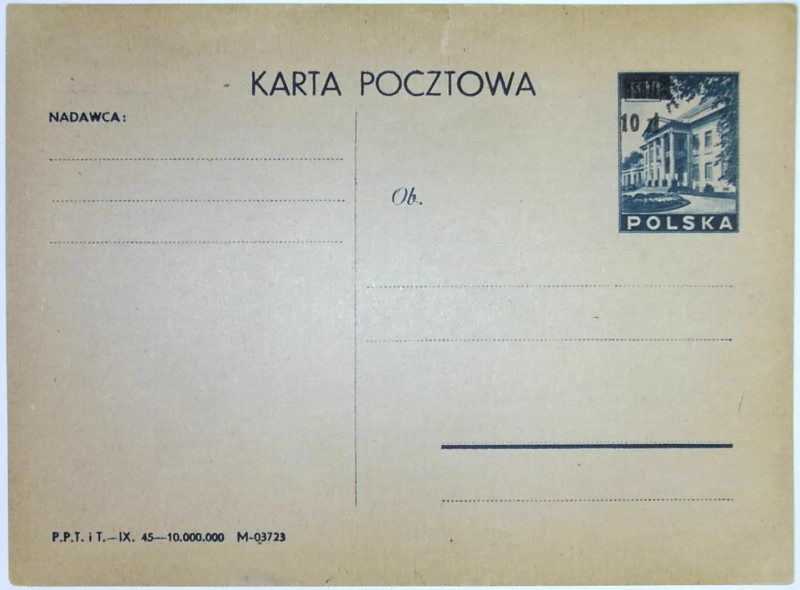 KARTA POCZTOWA
NADAWCA:
10 zł
POLSKA
Ob.
P.P.T. i T.—IX. 45—10.000.000 M-03723